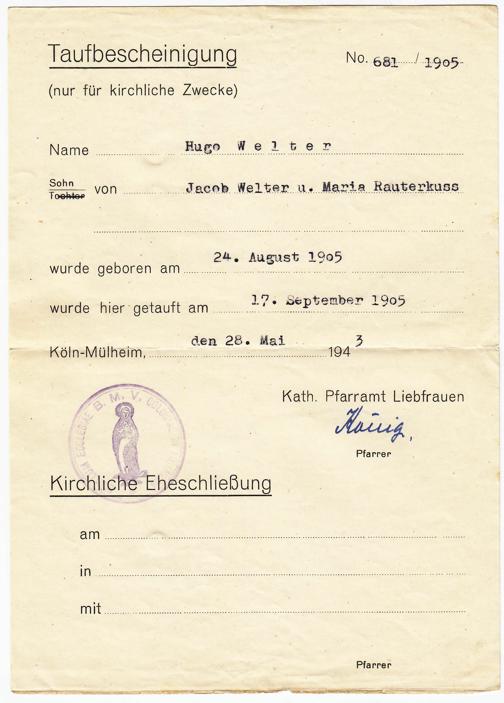 Taufbescheinigung
No. 681 / 1905
(nur für kirchliche Zwecke)
Name Hugo Welter
Sohn
Tochter
von Jacob Welter u. Maria Rauterkuss
wurde geboren am 24. August 1905
wurde hier getauft am 17. September 1905
Köln-Mülheim, den 28. Mai 1943
Kath. Pfarramt Liebfrauen
König,
Pfarrer
ECCLESIAE B. M. V.
Kirchliche Eheschließung
am
in
mit
Pfarrer